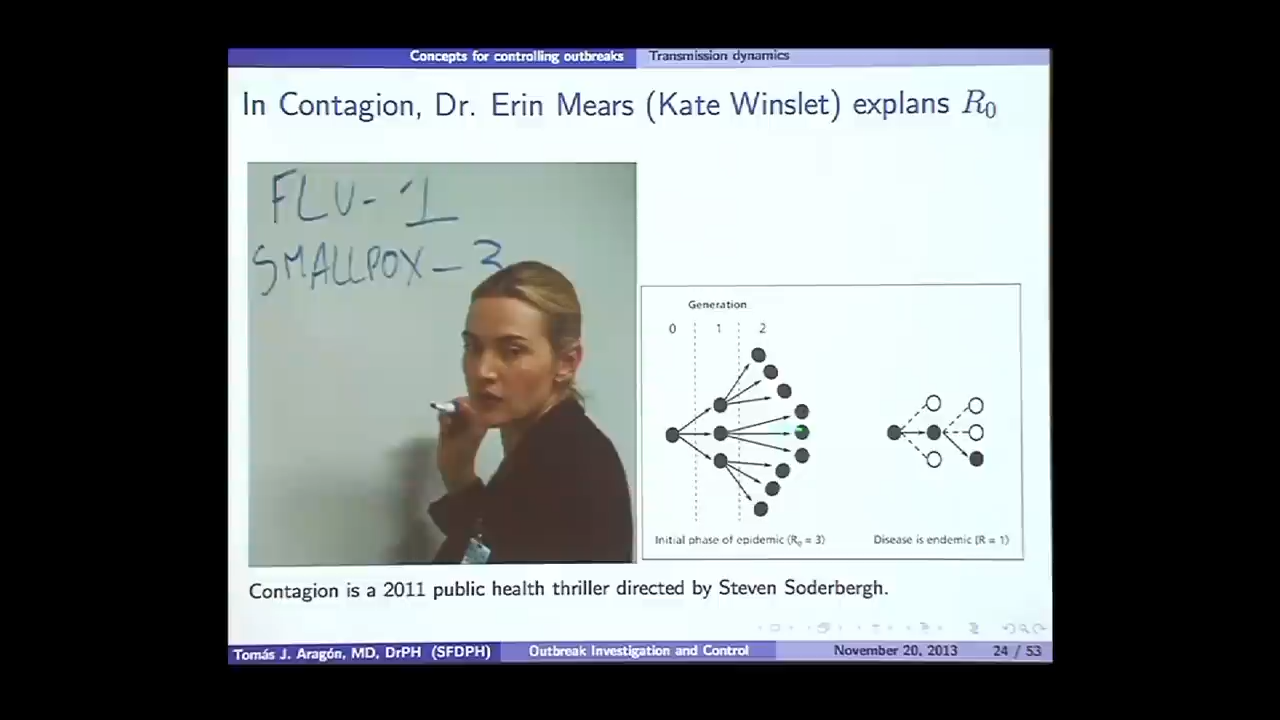 Concepts for controlling outbreaks Transmission dynamics
In Contagion, Dr. Erin Mears (Kate Winslet) explans R0
FLU- 1
SMALLPOX - 3
Generation
0 1 2
Initial phase of epidemic (R0 = 3) Disease is endemic (R = 1)
Contagion is a 2011 public health thriller directed by Steven Soderbergh.
Tomás J. Aragón, MD, DrPH (SFDPH) Outbreak Investigation and Control November 20, 2013 24 / 53